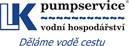 LK pumpservice
vodní hospodářství
Děláme vodě cestu